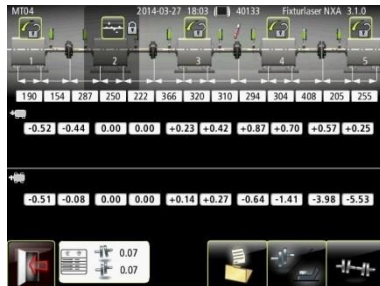 MT04 2014-03-27 18:03 40133 Fixturlaser NXA 3.1.0
1 2 3 4 5
190 154 287 250 222 366 320 310 294 304 408 205 255
-0.52 -0.44 0.00 0.00 +0.23 +0.42 +0.87 +0.70 +0.57 +0.25
-0.51 -0.08 0.00 0.00 +0.14 +0.27 -0.64 -1.41 -3.98 -5.53
0.07
0.07